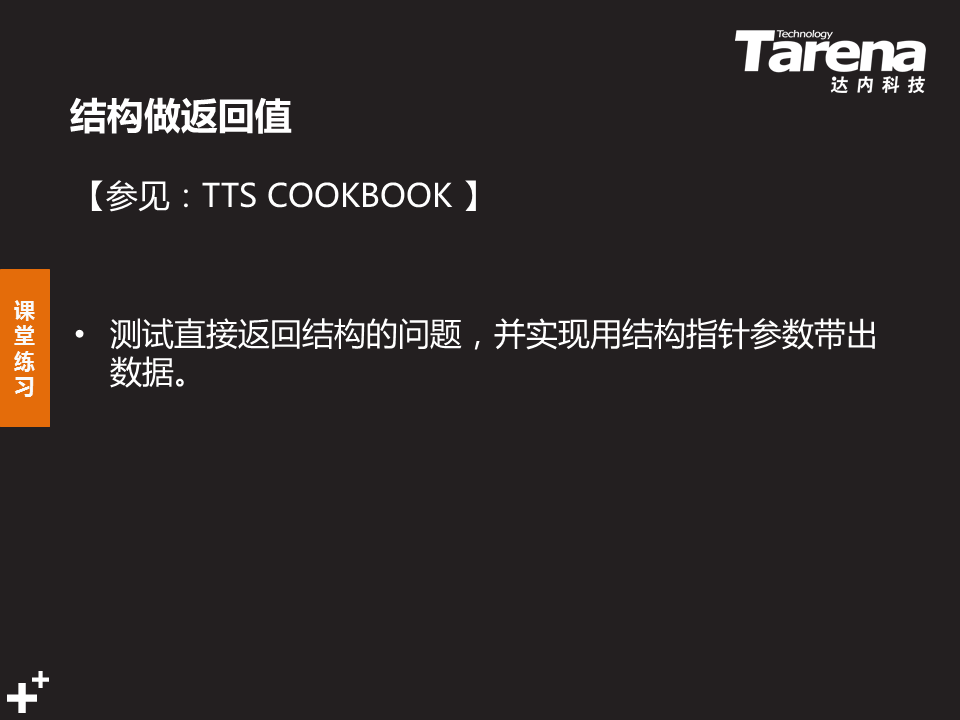 Technology
Tarena
达内科技
结构做返回值
【参见：TTS COOKBOOK 】
课
堂
练
习
• 测试直接返回结构的问题，并实现用结构指针参数带出
数据。